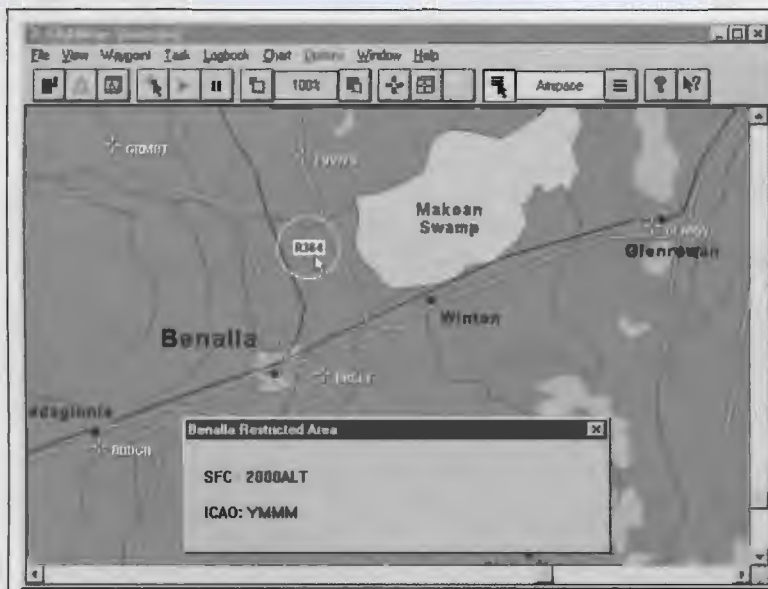 File View Waypoint Task Logbook Chart Options Window Help
100% Airspace
GRMBT
R364
Makoan
Swamp
Glenrowan
Winton
Benalla
SFC - 2000ALT
ICAO: YMMM
Benalla Restricted Area